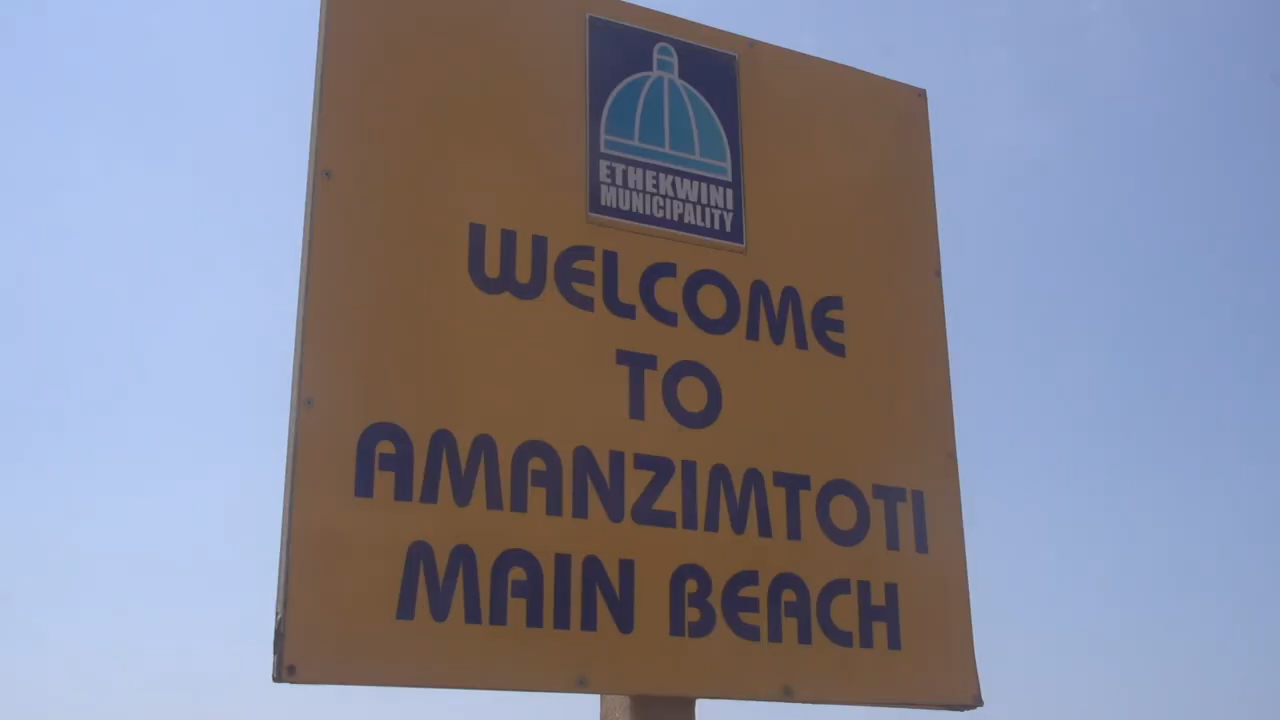 ETHEKWINI
MUNICIPALITY
WELCOME
TO
AMANZIMTOTI
MAIN BEACH